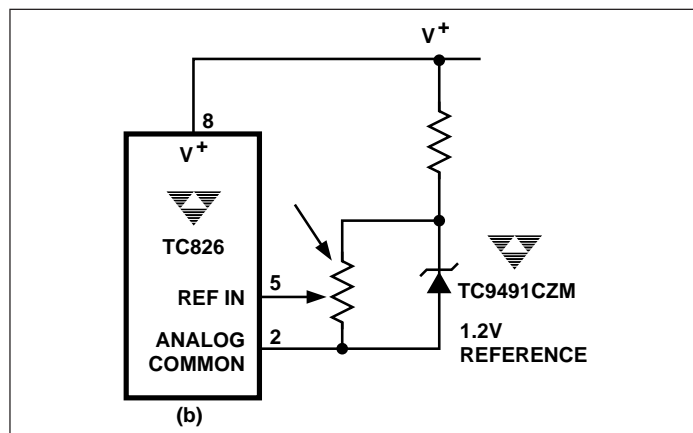 V+
8
V+
TC826
5
REF IN
TC9491CZM
2
ANALOG
COMMON
1.2V
REFERENCE
(b)